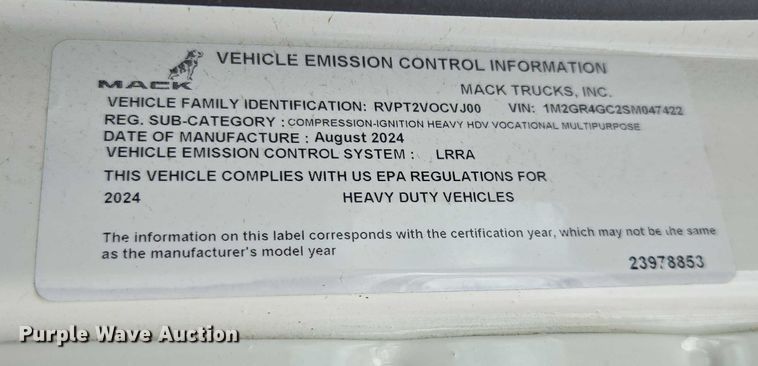 VEHICLE EMISSION CONTROL INFORMATION
MACK
MACK TRUCKS, INC.
VEHICLE FAMILY IDENTIFICATION: RVPT2VOCVJ00 VIN: 1M2GR4GC2SM047422
REG. SUB-CATEGORY : COMPRESSION-IGNITION HEAVY HDV VOCATIONAL MULTIPURPOSE
DATE OF MANUFACTURE : August 2024
VEHICLE EMISSION CONTROL SYSTEM : LRRA
THIS VEHICLE COMPLIES WITH US EPA REGULATIONS FOR
2024 HEAVY DUTY VEHICLES
The information on this label corresponds with the certification year, which may not be the same
as the manufacturer's model year
23978853
Purple Wave Auction